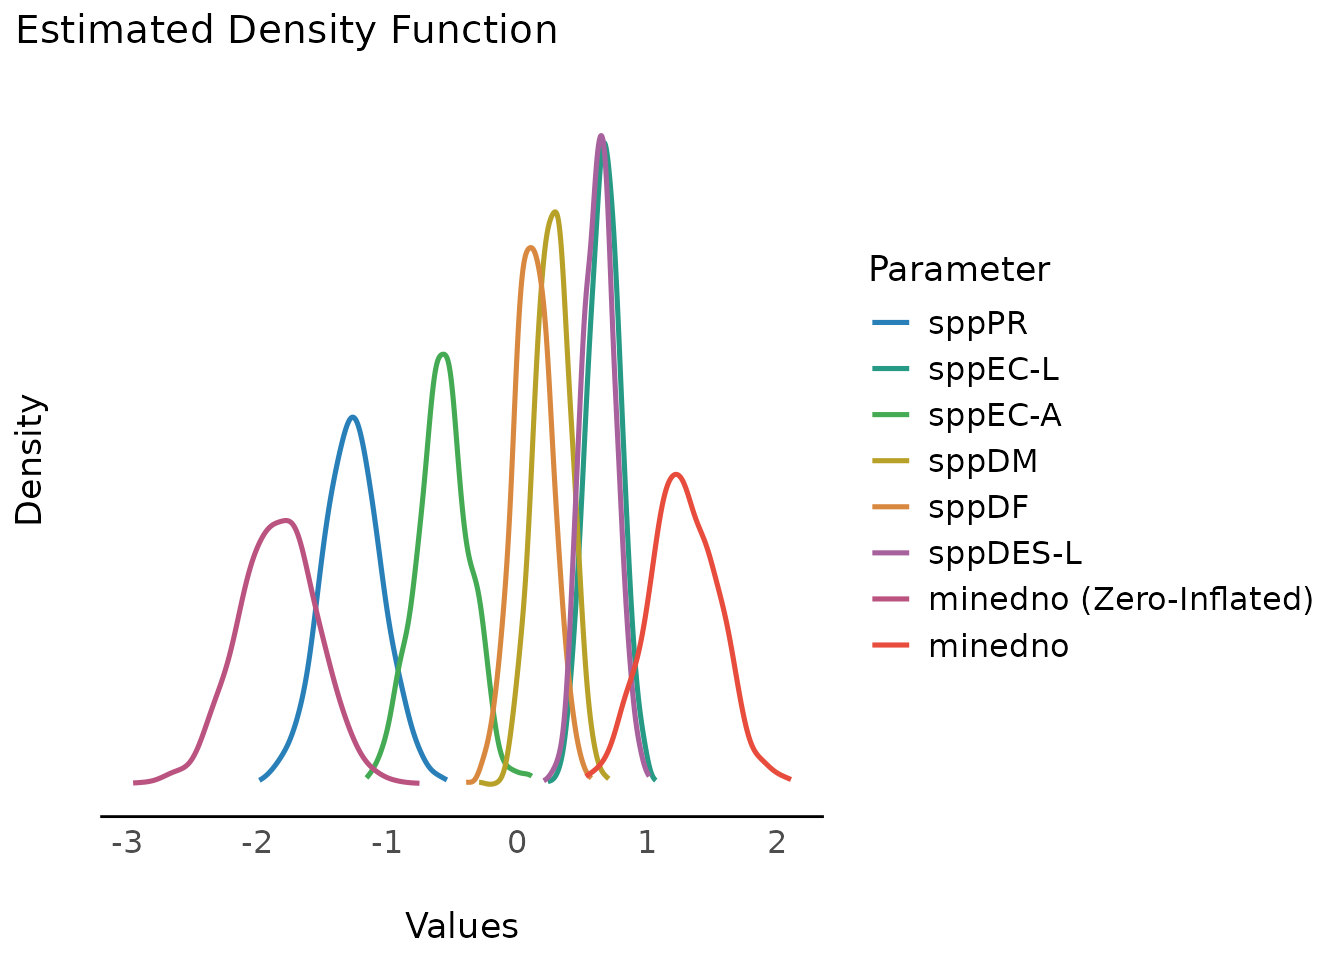 Estimated Density Function
Density
-3 -2 -1 0 1 2
Values
Parameter
sppPR
sppEC-L
sppEC-A
sppDM
sppDF
sppDES-L
minedno (Zero-Inflated)
minedno